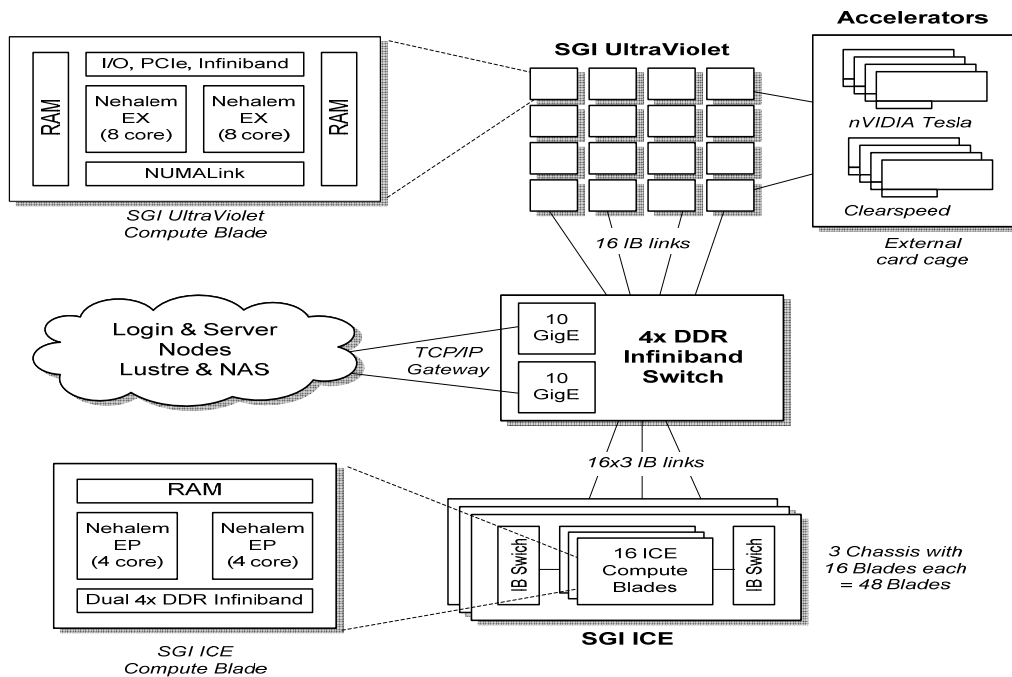 Accelerators
SGI UltraViolet
I/O, PCIe, Infiniband
RAM
Nehalem
EX
(8 core)
Nehalem
EX
(8 core)
RAM
NUMALink
SGI UltraViolet
Compute Blade
nVIDIA Tesla
Clearspeed
External
card cage
16 IB links
Login & Server
Nodes
Lustre & NAS
TCP/IP
Gateway
10
GigE
10
GigE
4x DDR
Infiniband
Switch
16x3 IB links
RAM
Nehalem
EP
(4 core)
Nehalem
EP
(4 core)
Dual 4x DDR Infiniband
SGI ICE
Compute Blade
IB Swich
16 ICE
Compute
Blades
IB Swich
SGI ICE
3 Chassis with
16 Blades each
= 48 Blades